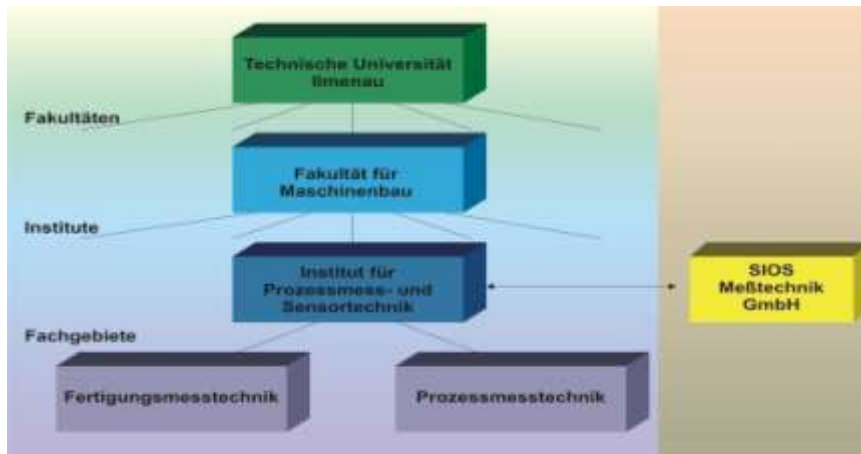 Technische Universität
Ilmenau
Fakultäten
Fakultät für
Maschinenbau
Institute
Institut für
Prozessmess- und
Sensortechnik
SIOS
Meßtechnik
GmbH
Fachgebiete
Fertigungsmesstechnik
Prozessmesstechnik